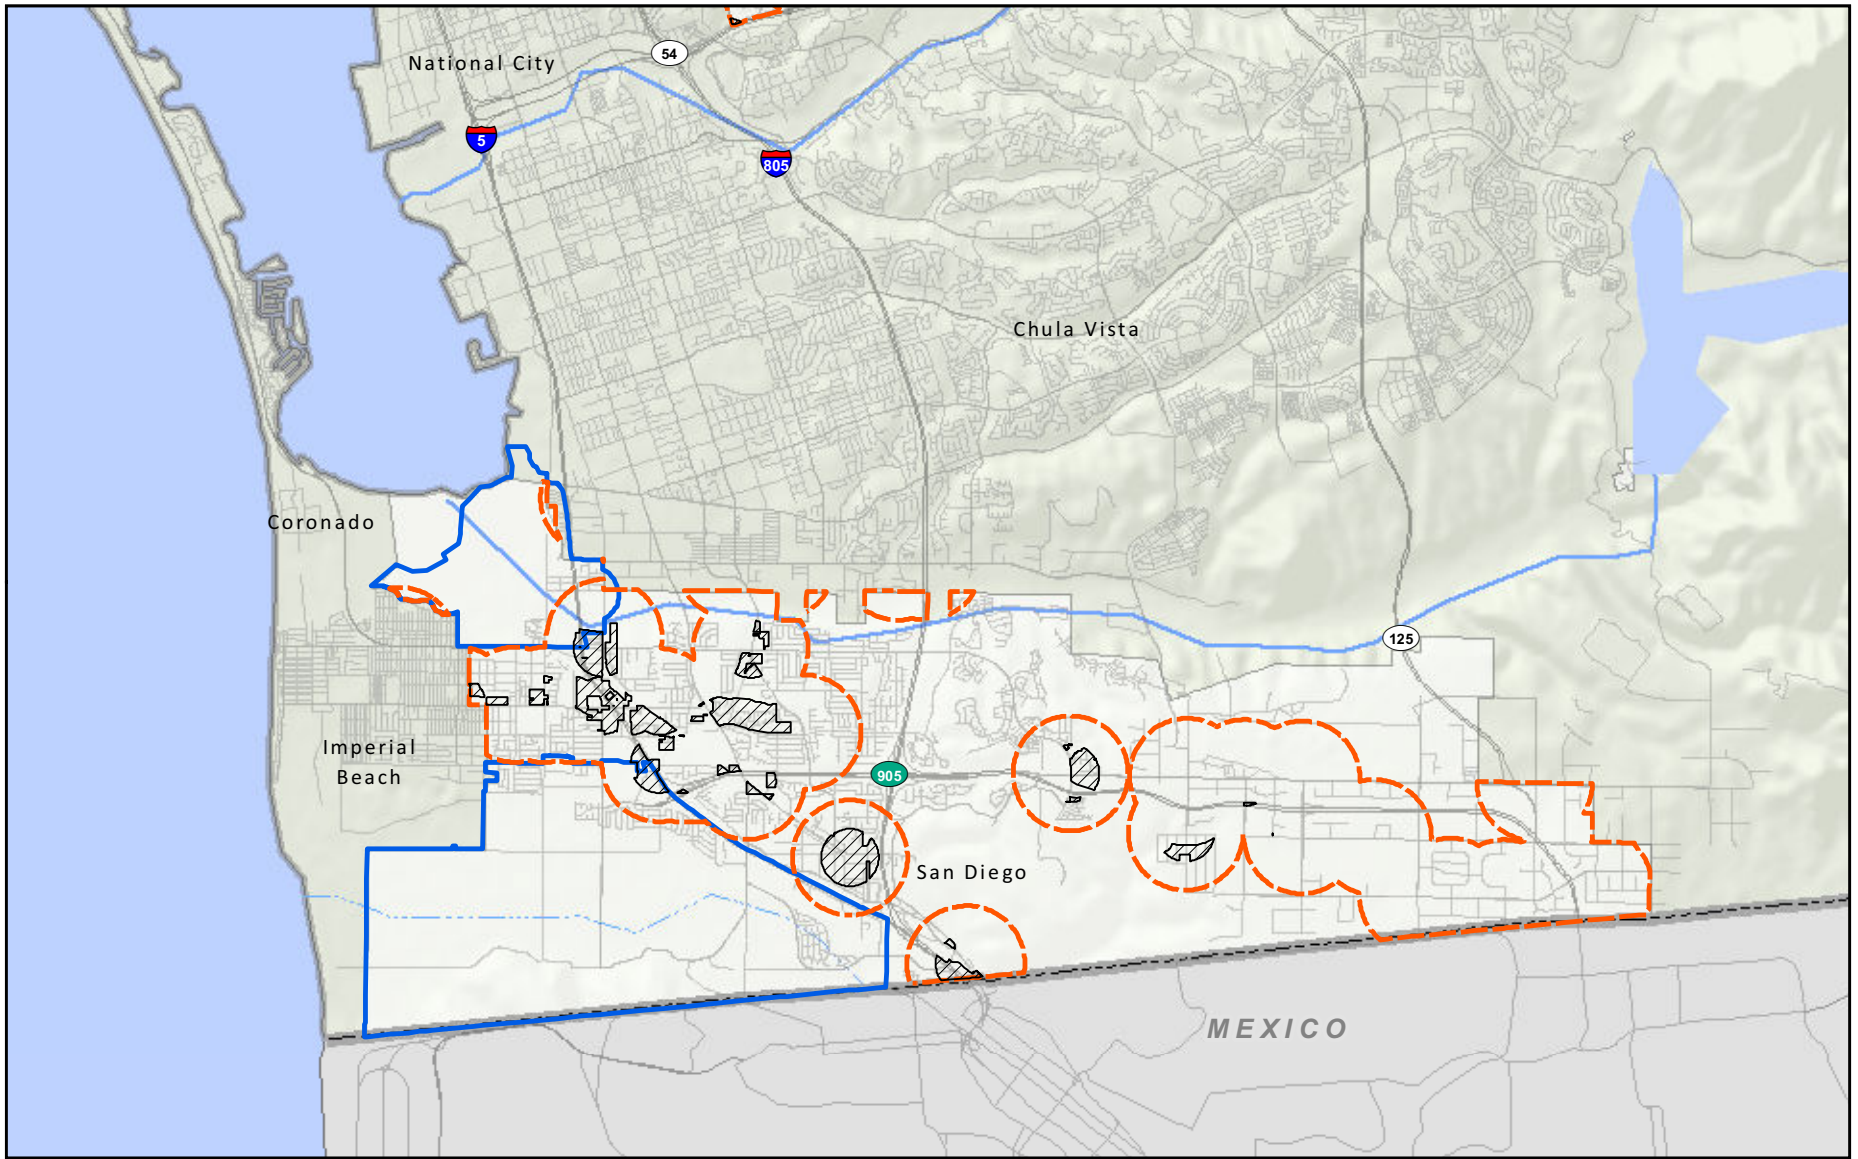 National City
54
5
805
Chula Vista
Coronado
125
Imperial
Beach
905
San Diego
MEXICO